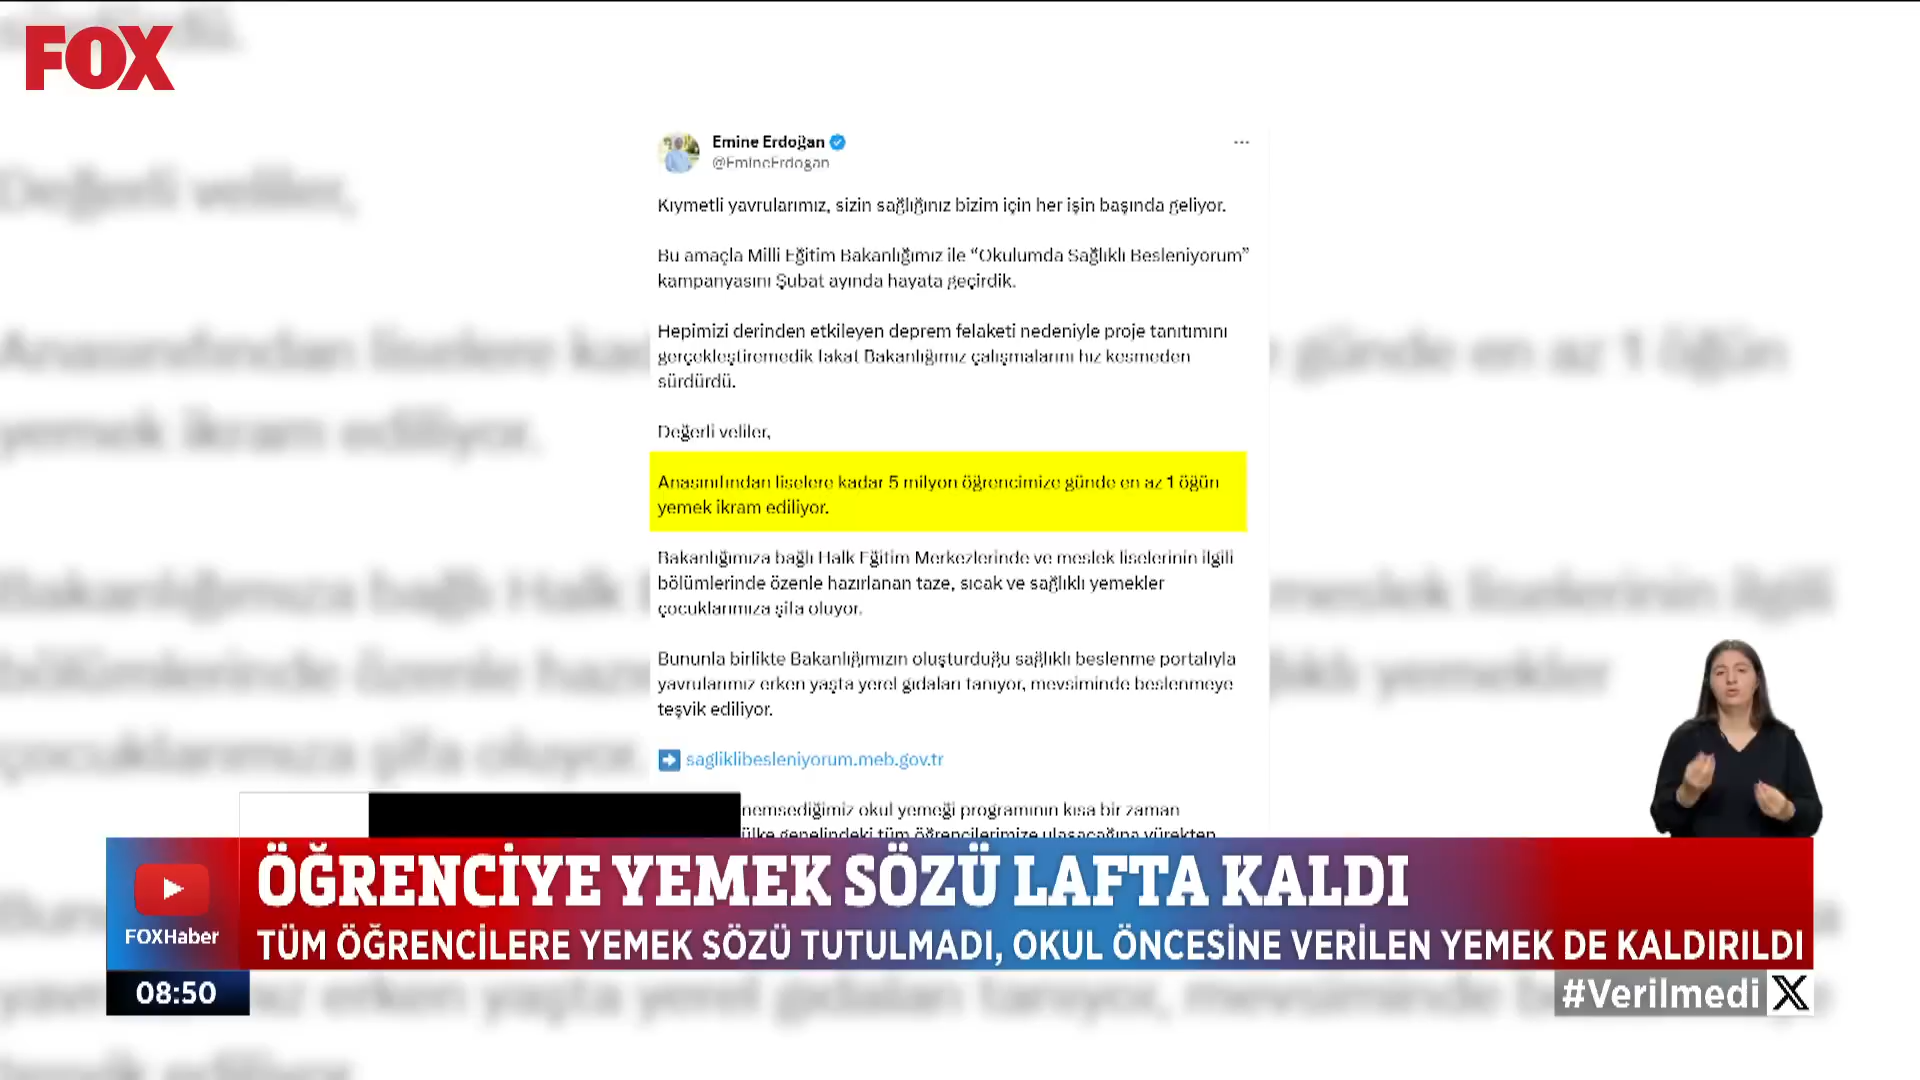 FOX
Emine Erdoğan
@EmineErdogan
Kıymetli yavrularımız, sizin sağlığınız bizim için her işin başında geliyor.
Bu amaçla Milli Eğitim Bakanlığımız ile “Okulumda Sağlıklı Besleniyorum”
kampanyasını Şubat ayında hayata geçirdik.
Hepimizi derinden etkileyen deprem felaketi nedeniyle proje tanıtımını
gerçekleştiremedik fakat Bakanlığımız çalışmalarını hız kesmeden
sürdürdü.
Değerli veliler,
Anasınıfından liselere kadar 5 milyon öğrencimize günde en az 1 öğün
yemek ikram ediliyor.
Bakanlığımıza bağlı Halk Eğitim Merkezlerinde ve meslek liselerinin ilgili
bölümlerinde özenle hazırlanan taze, sıcak ve sağlıklı yemekler
çocuklarımıza şifa oluyor.
Bununla birlikte Bakanlığımızın oluşturduğu sağlıklı beslenme portalıyla
yavrularımız erken yaşta yerel gıdaları tanıyor, mevsiminde beslenmeye
teşvik ediliyor.
sagliklibesleniyorum.meb.gov.tr
nemsediğimiz okul yemeği programının kısa bir zaman
ülke genelindeki tüm öğrencilerimize ulaşacağına yürekten
ÖĞRENCİYE YEMEK SÖZÜ LAFTA KALDI
FOXHaber
TÜM ÖĞRENCİLERE YEMEK SÖZÜ TUTULMADI, OKUL ÖNCESİNE VERİLEN YEMEK DE KALDIRILDI
08:50
#Verilmedi X